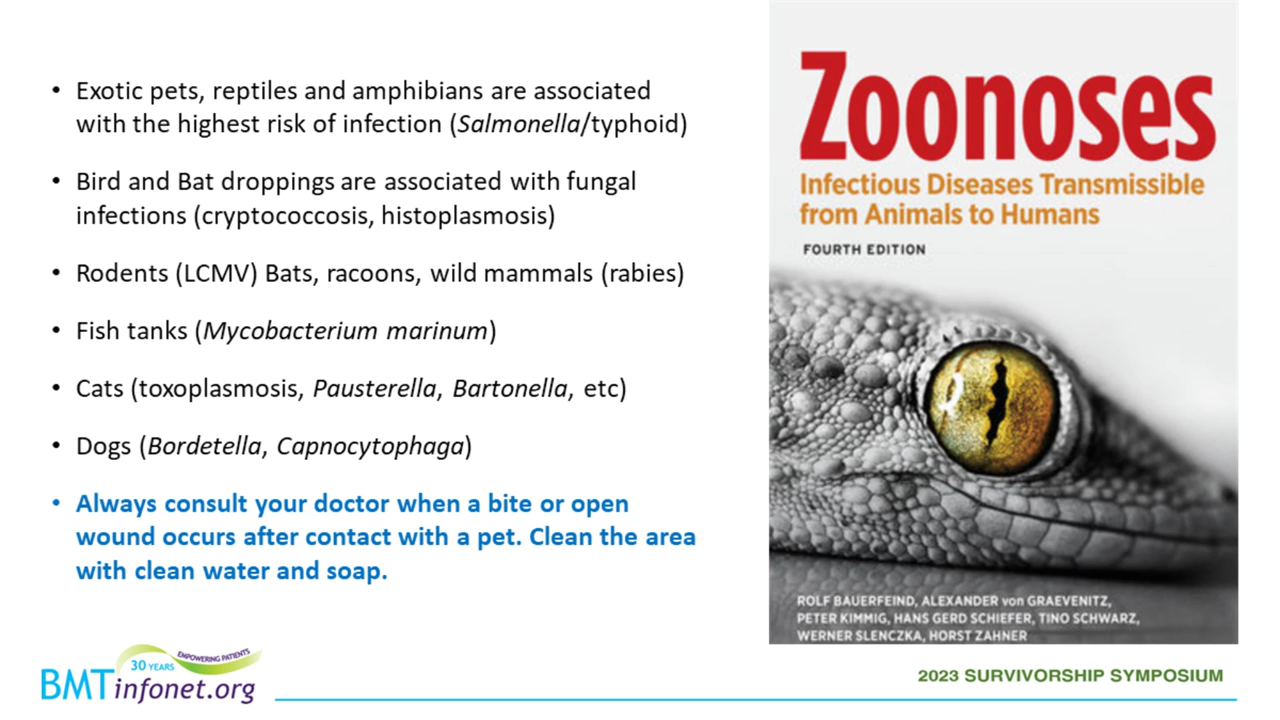 • Exotic pets, reptiles and amphibians are associated
with the highest risk of infection (Salmonella/typhoid)
• Bird and Bat droppings are associated with fungal
infections (cryptococcosis, histoplasmosis)
• Rodents (LCMV) Bats, racoons, wild mammals (rabies)
• Fish tanks (Mycobacterium marinum)
• Cats (toxoplasmosis, Pausterella, Bartonella, etc)
• Dogs (Bordetella, Capnocytophaga)
• Always consult your doctor when a bite or open
wound occurs after contact with a pet. Clean the area
with clean water and soap.
Zoonoses
Infectious Diseases Transmissible
from Animals to Humans
FOURTH EDITION
ROLF BAUERFEIND, ALEXANDER von GRAEVENITZ,
PETER KIMMIG, HANS GERD SCHIEFER, TINO SCHWARZ,
WERNER SLENCZKA, HORST ZAHNER
30 YEARS
EMPOWERING PATIENTS
BMTinfonet.org
2023 SURVIVORSHIP SYMPOSIUM